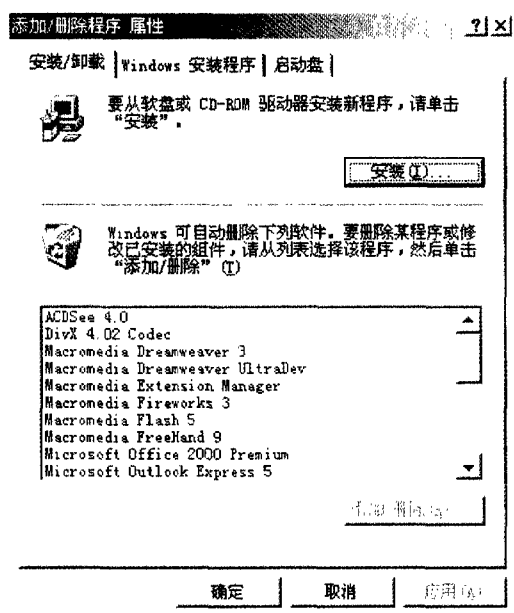 添加/删除程序 属性
安装/卸载 Windows 安装程序 启动盘
要从软盘或 CD-ROM 驱动器安装新程序，请单击
“安装”。
安装(I)...
Windows 可自动删除下列软件。要删除某程序或修
改已安装的组件，请从列表选择该程序，然后单击
“添加/删除” (T)
ACDSee 4.0
DivX 4.02 Codec
Macromedia Dreamweaver 3
Macromedia Dreamweaver UltraDev
Macromedia Extension Manager
Macromedia Fireworks 3
Macromedia Flash 5
Macromedia FreeHand 9
Microsoft Office 2000 Premium
Microsoft Outlook Express 5
确定 取消 应用(A)